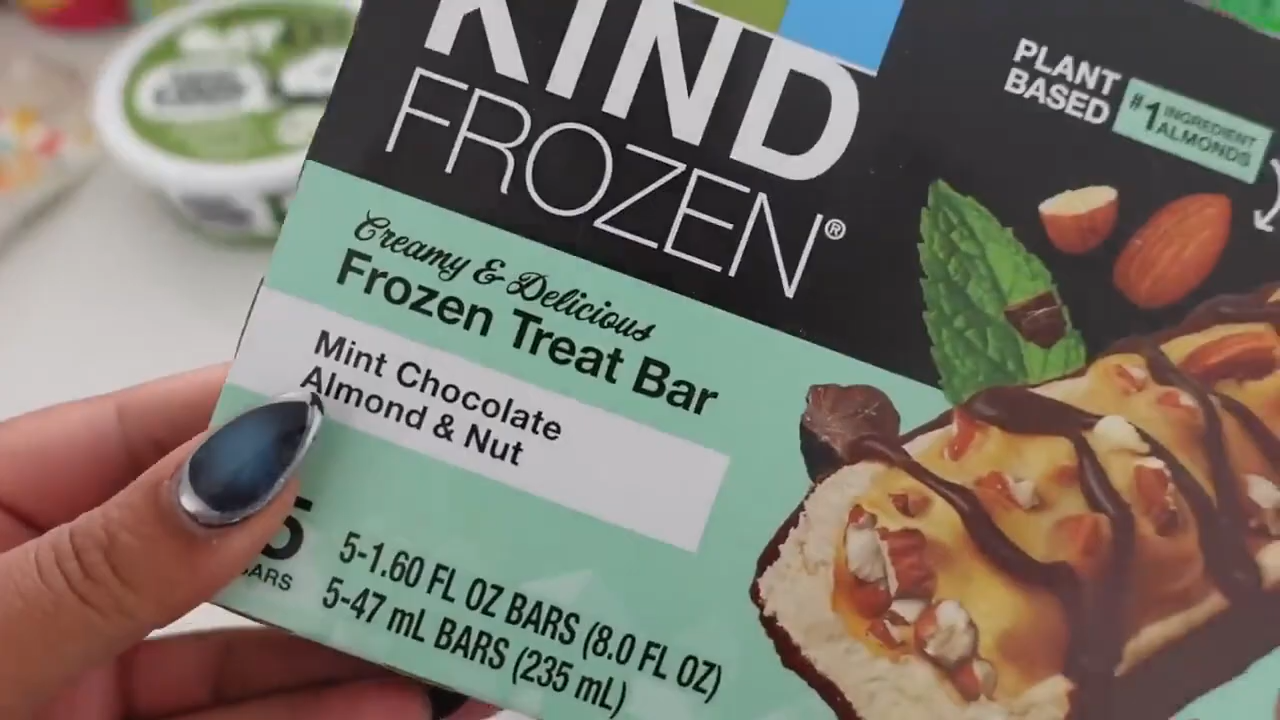 KIND
FROZEN®
PLANT
BASED
#1 INGREDIENT
ALMONDS
Creamy & Delicious
Frozen Treat Bar
Mint Chocolate
Almond & Nut
5
BARS
5-1.60 FL OZ BARS (8.0 FL OZ)
5-47 mL BARS (235 mL)